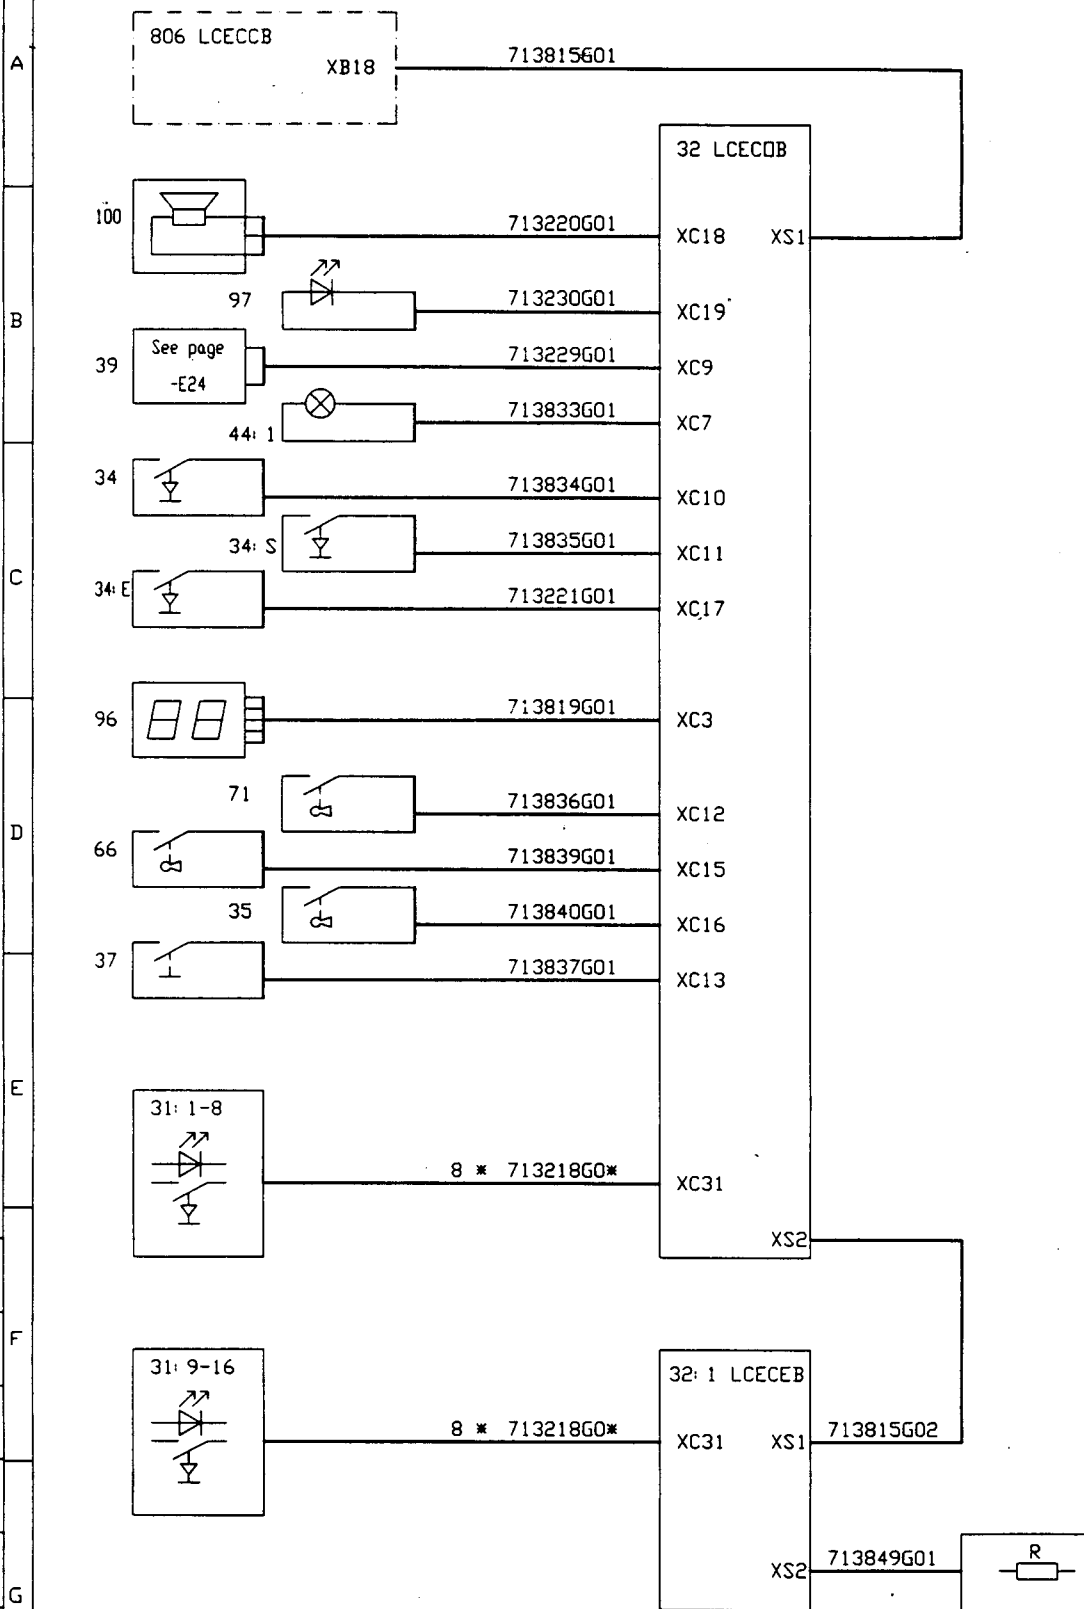 806 LCECCB
XB18
713815G01
A
32 LCECOB
100
713220G01
XC18
XS1
97
713230G01
XC19
B
39
See page
-E24
713229G01
XC9
44: 1
713833G01
XC7
34
713834G01
XC10
34: S
713835G01
XC11
C
34: E
713221G01
XC17
96
88
713819G01
XC3
71
713836G01
XC12
D
66
713839G01
XC15
35
713840G01
XC16
37
713837G01
XC13
E
31: 1-8
8 * 713218G0*
XC31
XS2
F
31: 9-16
32: 1 LCECEB
8 * 713218G0*
XC31
XS1
713815G02
XS2
713849G01
R
G